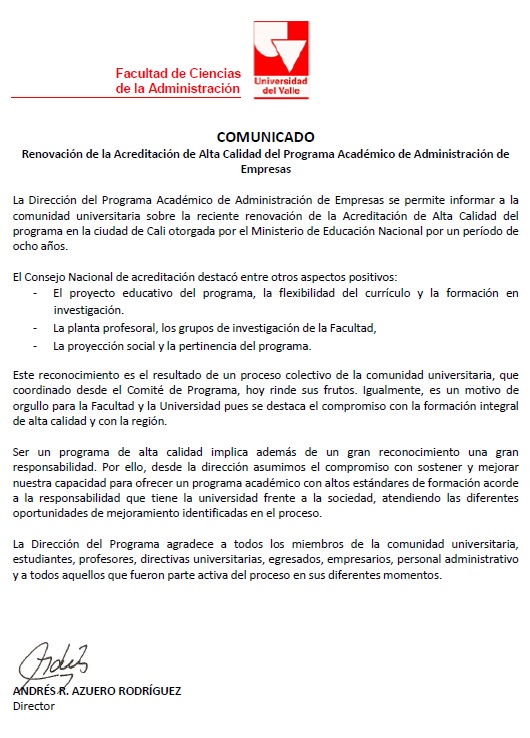 Facultad de Ciencias
de la Administración
Universidad
del Valle
COMUNICADO
Renovación de la Acreditación de Alta Calidad del Programa Académico de Administración de
Empresas
La Dirección del Programa Académico de Administración de Empresas se permite informar a la
comunidad universitaria sobre la reciente renovación de la Acreditación de Alta Calidad del
programa en la ciudad de Cali otorgada por el Ministerio de Educación Nacional por un período de
ocho años.
El Consejo Nacional de acreditación destacó entre otros aspectos positivos:
- El proyecto educativo del programa, la flexibilidad del currículo y la formación en
investigación.
- La planta profesoral, los grupos de investigación de la Facultad,
- La proyección social y la pertinencia del programa.
Este reconocimiento es el resultado de un proceso colectivo de la comunidad universitaria, que
coordinado desde el Comité de Programa, hoy rinde sus frutos. Igualmente, es un motivo de
orgullo para la Facultad y la Universidad pues se destaca el compromiso con la formación integral
de alta calidad y con la región.
Ser un programa de alta calidad implica además de un gran reconocimiento una gran
responsabilidad. Por ello, desde la dirección asumimos el compromiso con sostener y mejorar
nuestra capacidad para ofrecer un programa académico con altos estándares de formación acorde
a la responsabilidad que tiene la universidad frente a la sociedad, atendiendo las diferentes
oportunidades de mejoramiento identificadas en el proceso.
La Dirección del Programa agradece a todos los miembros de la comunidad universitaria,
estudiantes, profesores, directivas universitarias, egresados, empresarios, personal administrativo
y a todos aquellos que fueron parte activa del proceso en sus diferentes momentos.
ANDRÉS R. AZUERO RODRÍGUEZ
Director